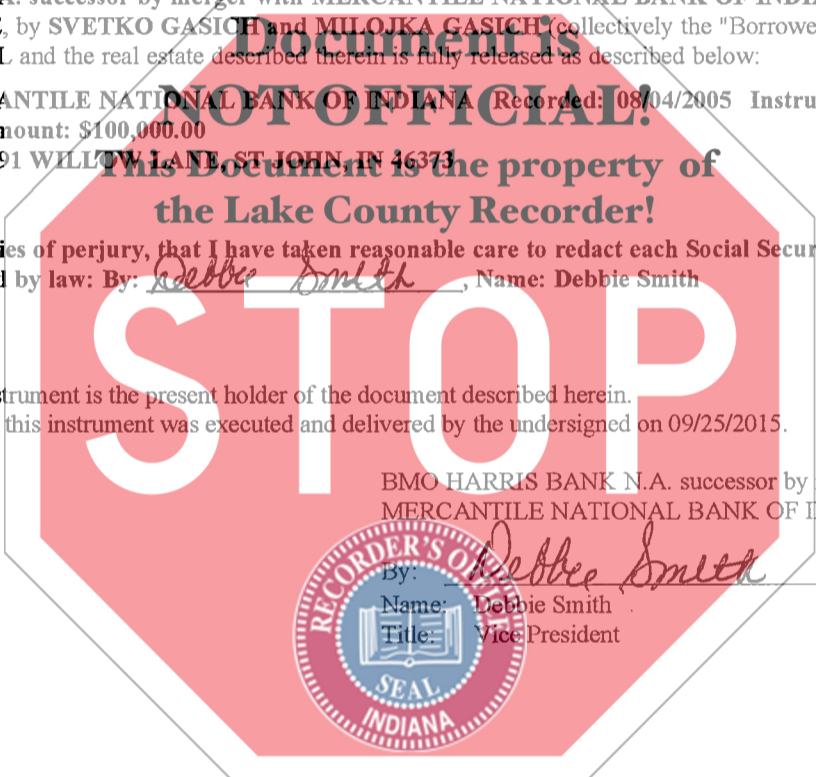 A. successor by merger with MERCANTILE NATIONAL BANK OF INDI
, by SVETKO GASICH and MILOJKA GASICH (collectively the "Borrowe
L and the real estate described therein is fully released as described below:
Document is
NOT OFFICIAL!
This Document is the property of
the Lake County Recorder!
ANTILE NATIONAL BANK OF INDIANA Recorded: 08/04/2005 Instru
mount: $100,000.00
91 WILLOW LANE, ST JOHN, IN 46373
ies of perjury, that I have taken reasonable care to redact each Social Secur
d by law: By: Debbie Smith, Name: Debbie Smith
STOP
strument is the present holder of the document described herein.
this instrument was executed and delivered by the undersigned on 09/25/2015.
BMO HARRIS BANK N.A. successor by
MERCANTILE NATIONAL BANK OF I
By: Debbie Smith
Name: Debbie Smith
Title: Vice President
RECORDER'S OFFICE
SEAL
INDIANA